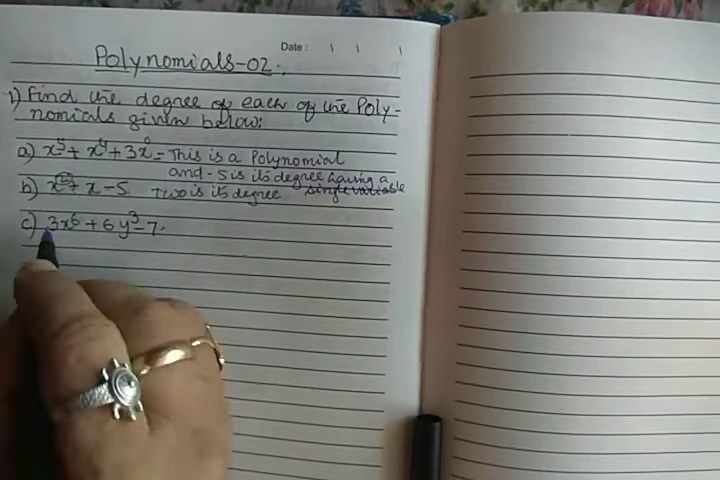 Date :
Polynomials-02.
1) Find the degree of each of the Poly-
nomials given below:
a) x⁵ + x⁴ + 3x⁰ = This is a Polynomial
and - 5 is its degree having a
single variable
b) x² + x - 5. Two is its degree
c) 3x⁶ + 6y³ - 7.